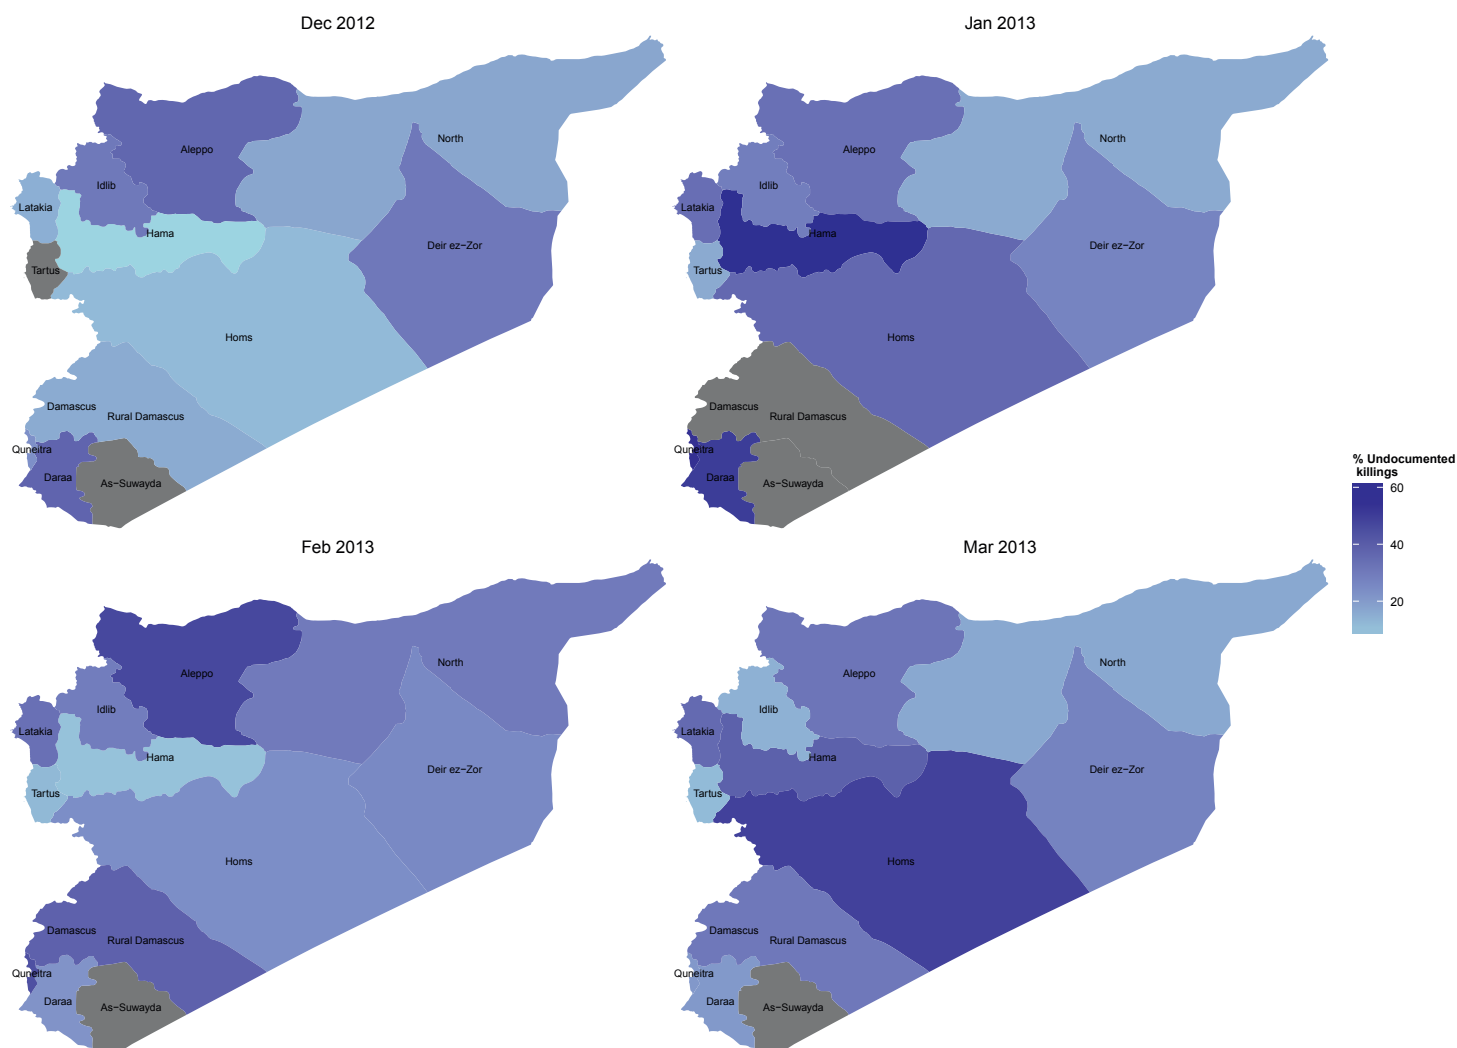 Dec 2012
Jan 2013
North
Aleppo
Idlib
Latakia
Hama
Deir ez−Zor
Tartus
Homs
Damascus
Rural Damascus
Quneitra
Daraa
As−Suwayda
North
Aleppo
Idlib
Latakia
Hama
Deir ez−Zor
Tartus
Homs
Damascus
Rural Damascus
Quneitra
Daraa
As−Suwayda
% Undocumented
killings
60
40
20
Feb 2013
Mar 2013
North
Aleppo
Idlib
Latakia
Hama
Deir ez−Zor
Tartus
Homs
Damascus
Rural Damascus
Quneitra
Daraa
As−Suwayda
North
Aleppo
Idlib
Latakia
Hama
Deir ez−Zor
Tartus
Homs
Damascus
Rural Damascus
Quneitra
Daraa
As−Suwayda